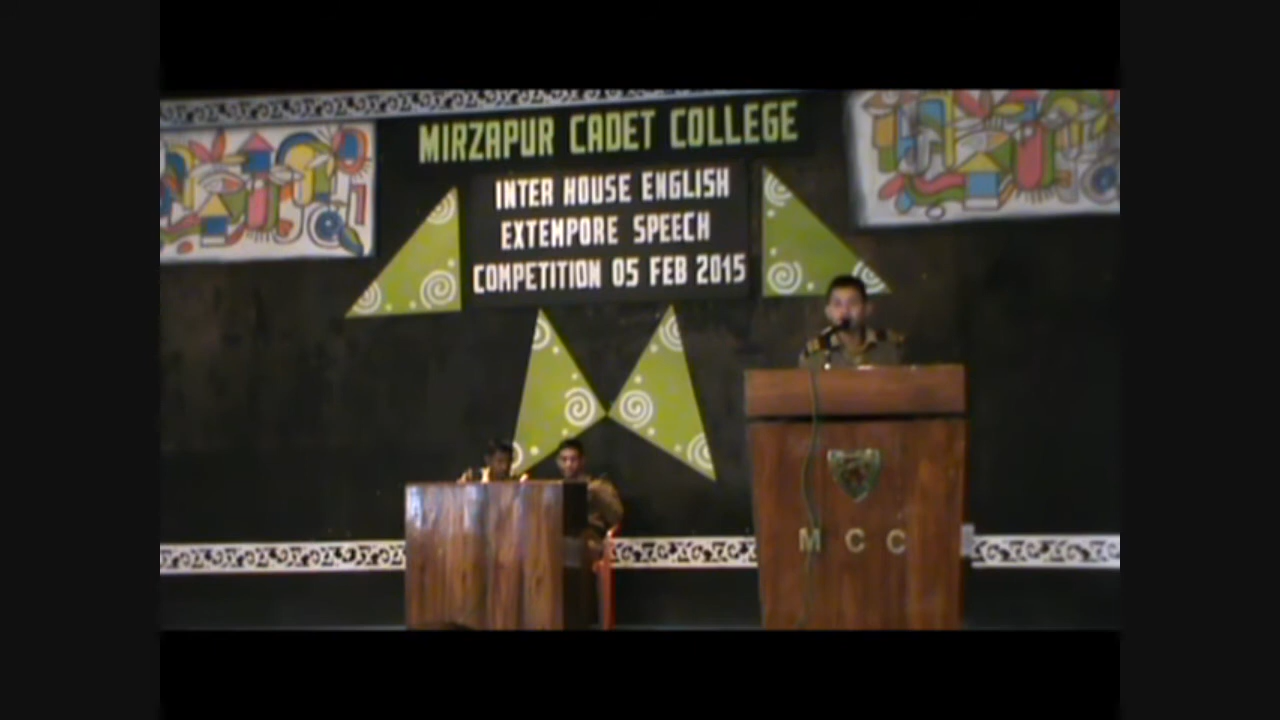 MIRZAPUR CADET COLLEGE
INTER HOUSE ENGLISH
EXTEMPORE SPEECH
COMPETITION 05 FEB 2015
M C C